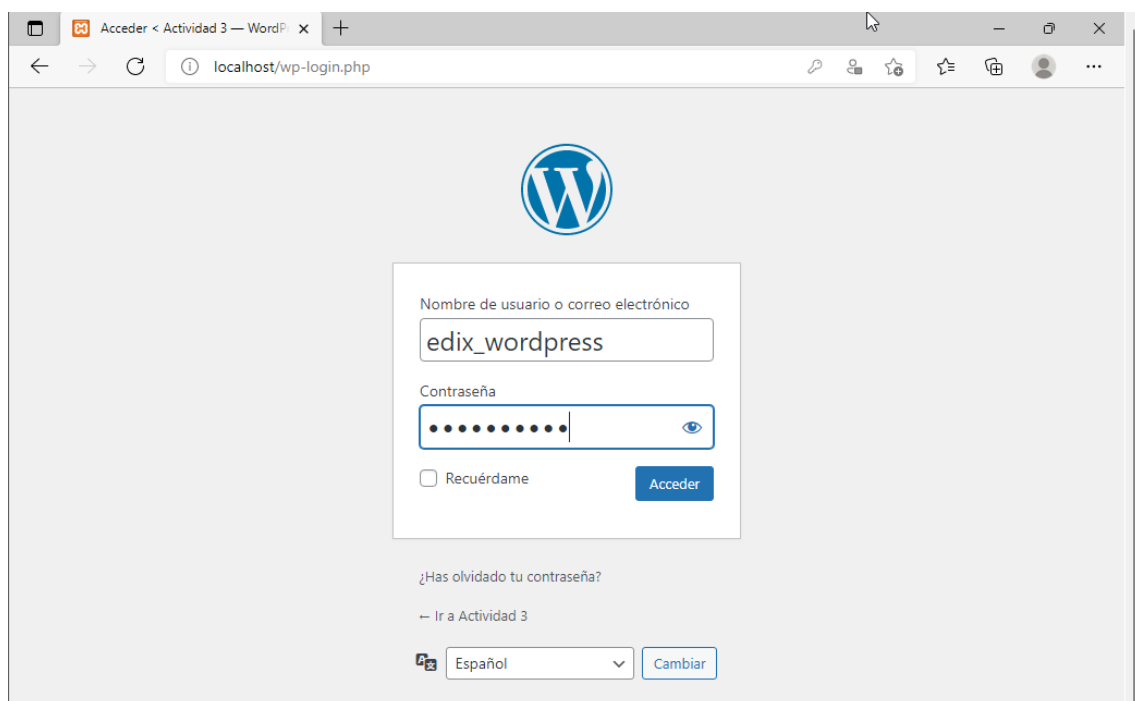 Acceder < Actividad 3 — WordP
localhost/wp-login.php
Nombre de usuario o correo electrónico
edix_wordpress
Contraseña
••••••••••
Recuérdame
Acceder
¿Has olvidado tu contraseña?
← Ir a Actividad 3
Español
Cambiar